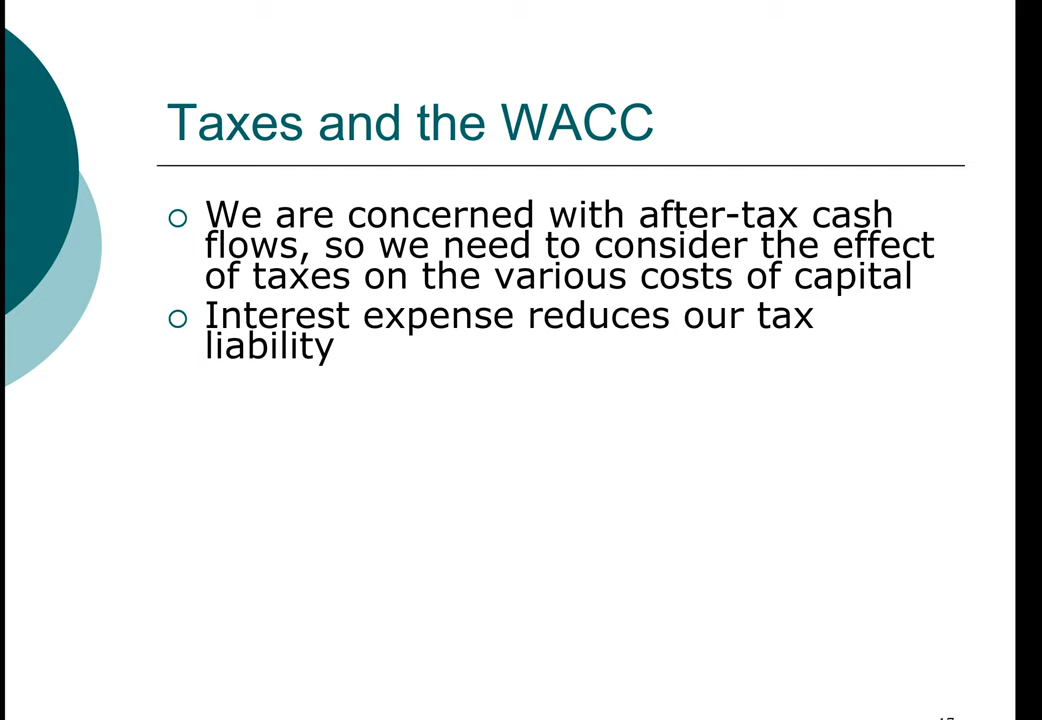 Taxes and the WACC
We are concerned with after-tax cash
flows, so we need to consider the effect
of taxes on the various costs of capital
Interest expense reduces our tax
liability